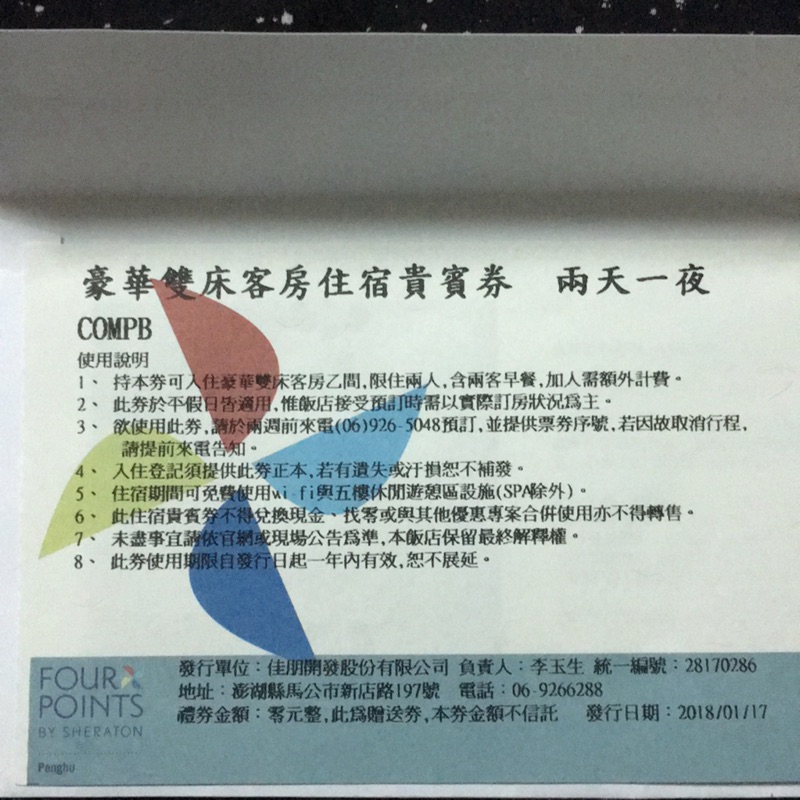 豪華雙床客房住宿貴賓券 兩天一夜
COMPB
使用說明
1、 持本券可入住豪華雙床客房乙間,限住兩人,含兩客早餐,加人需額外計費。
2、 此券於平假日皆適用,惟飯店接受預訂時需以實際訂房狀況為主。
3、 欲使用此券,請於兩週前來電(06)926-5048預訂,並提供票券序號,若因故取消行程,
請提前來電告知。
4、 入住登記須提供此券正本,若有遺失或汙損恕不補發。
5、 住宿期間可免費使用wi-fi與五樓休閒遊憩區設施(SPA除外)。
6、 此住宿貴賓券不得兌換現金、找零或與其他優惠專案合併使用亦不得轉售。
7、 未盡事宜請依官網或現場公告為準,本飯店保留最終解釋權。
8、 此券使用期限自發行日起一年內有效,恕不展延。
發行單位：佳朋開發股份有限公司 負責人：李玉生 統一編號：28170286
地址：澎湖縣馬公市新店路197號 電話：06-9266288
禮券金額：零元整,此為贈送券,本券金額不信託 發行日期：2018/01/17
FOUR
POINTS
BY SHERATON
Penghu